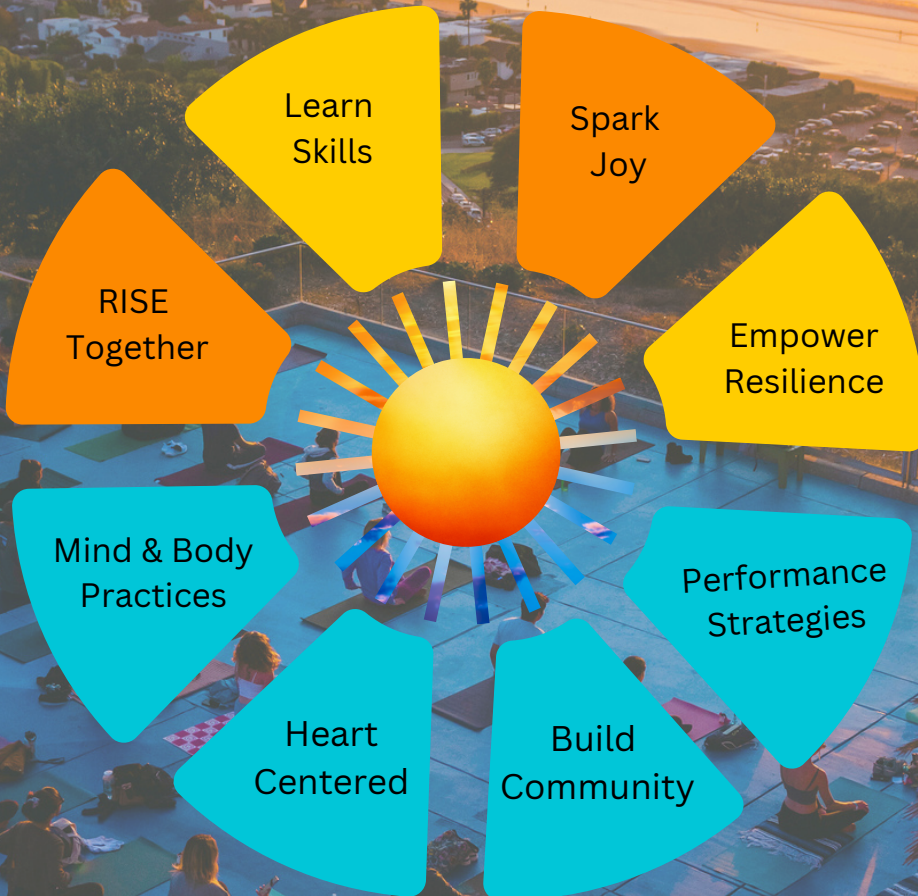 Learn
Skills
Spark
Joy
RISE
Together
Empower
Resilience
Mind & Body
Practices
Performance
Strategies
Heart
Centered
Build
Community